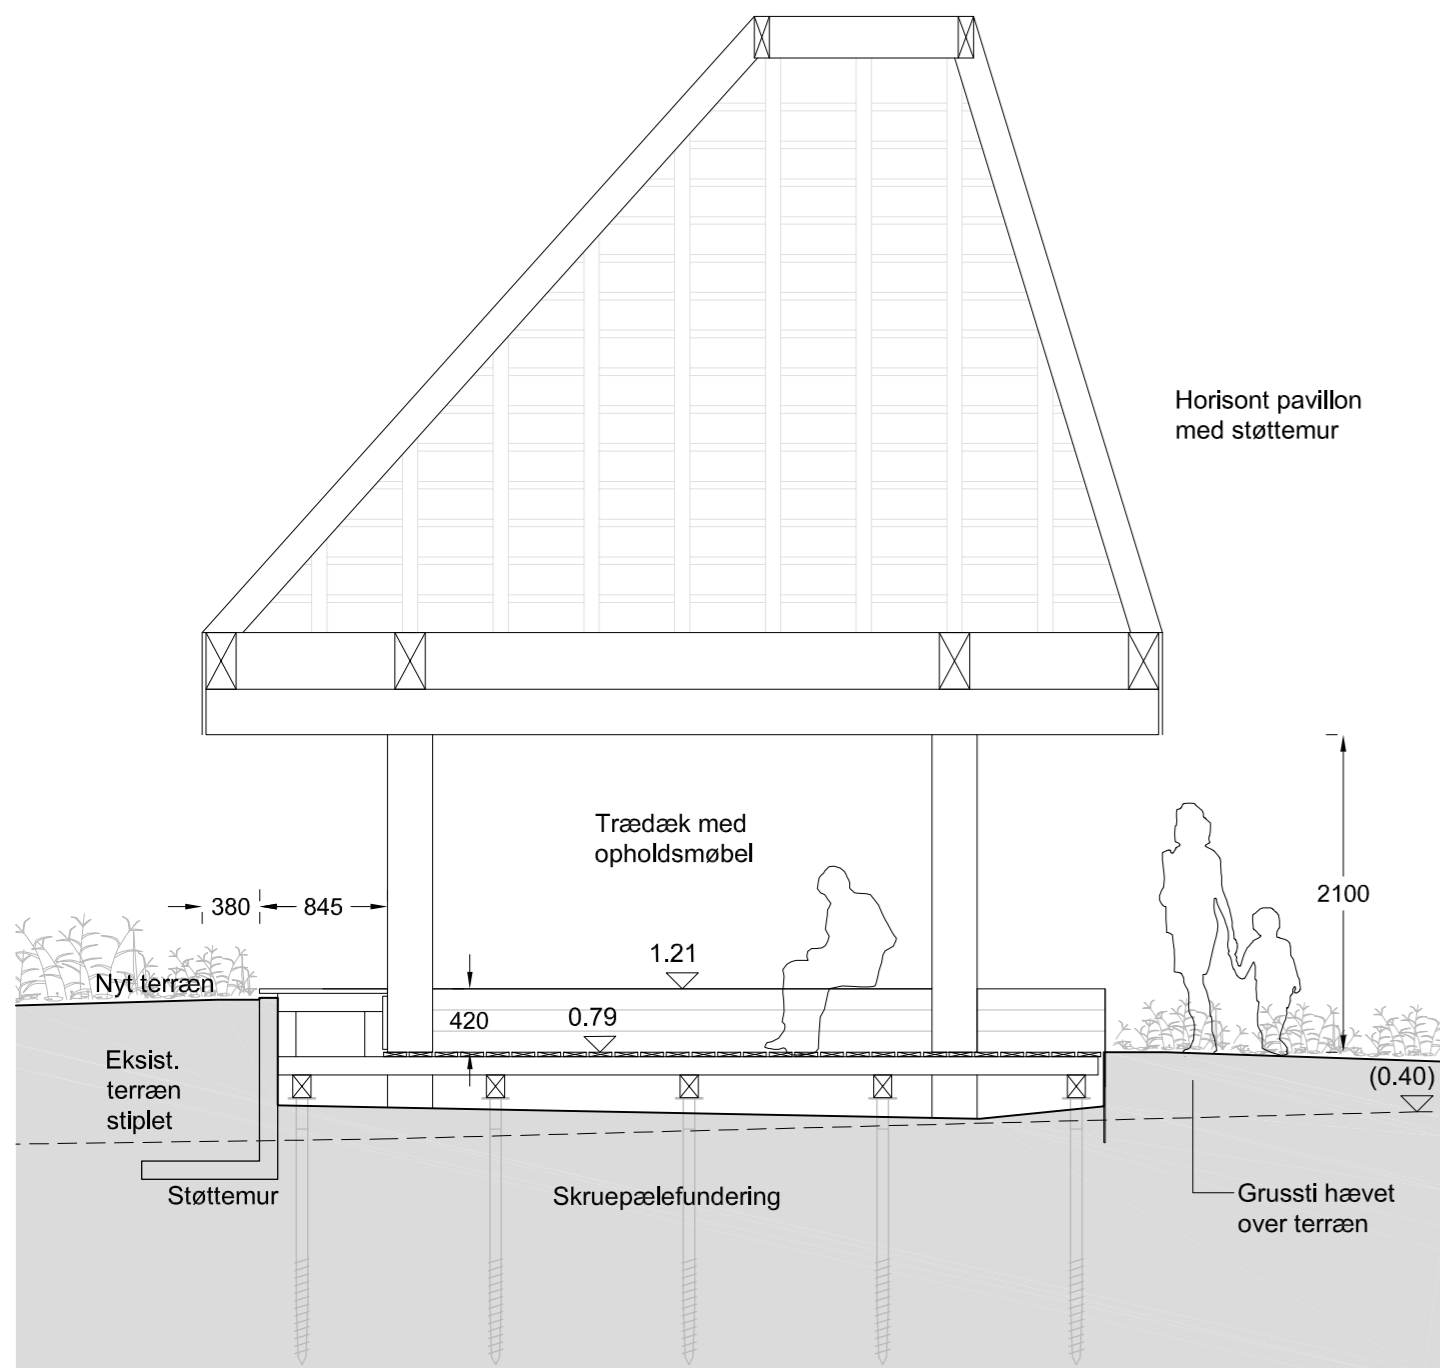 Horisont pavillon
med støttemur
Trædæk med
opholdsmøbel
380
845
2100
1.21
Nyt terræn
420
0.79
Eksist.
terræn
stiplet
(0.40)
Støttemur
Skruepælefundering
Grussti hævet
over terræn